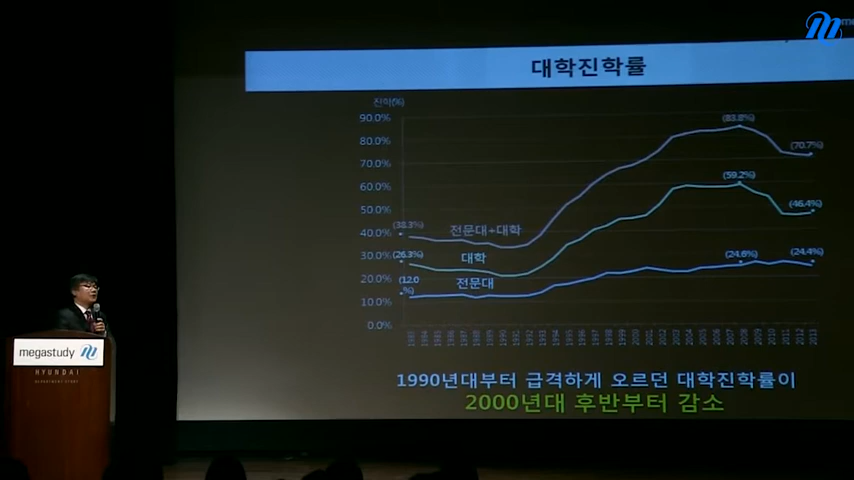 대학진학률
90.0%
80.0%
70.0%
60.0%
50.0%
40.0%
30.0%
20.0%
10.0%
0.0%
(83.8%)
(70.7%)
(59.2%)
(46.4%)
(38.3%)
전문대+대학
(26.3%)
대학
(24.6%)
(24.4%)
(12.0
%)
전문대
megastudy
HYUNDAI
DEPARTMENT STORE
1990년대부터 급격하게 오르던 대학진학률이
2000년대 후반부터 감소